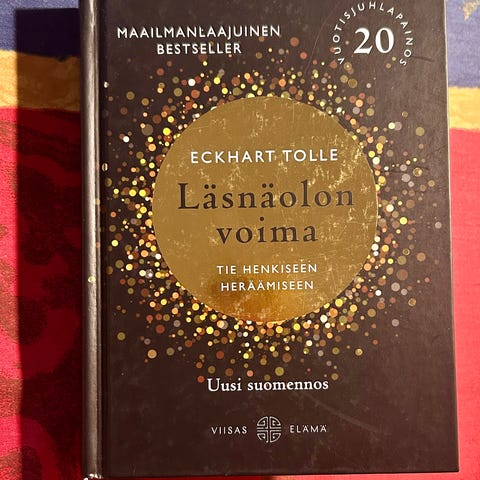 MAAILMANLAAJUINEN
BESTSELLER
VUOTISJUHLAPAINOS
20
ECKHART TOLLE
Läsnäolon
voima
TIE HENKISEEN
HERÄÄMISEEN
Uusi suomennos
VIISAS ELÄMÄ